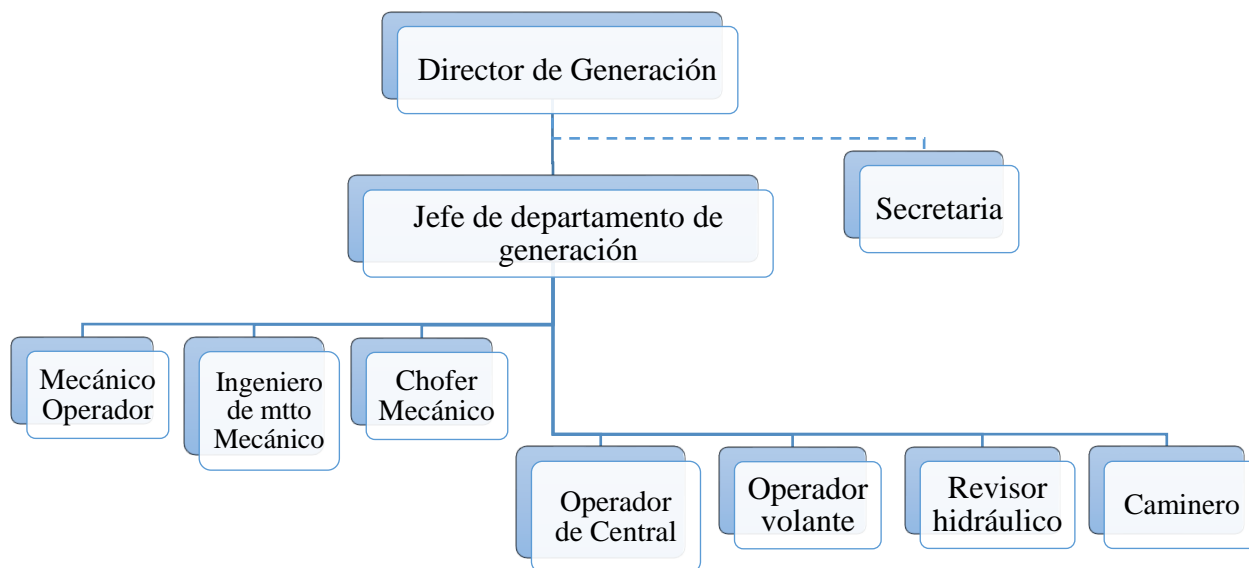 Director de Generación
Secretaria
Jefe de departamento de
generación
Mecánico
Operador
Ingeniero
de mtto
Mecánico
Chofer
Mecánico
Operador
de Central
Operador
volante
Revisor
hidráulico
Caminero